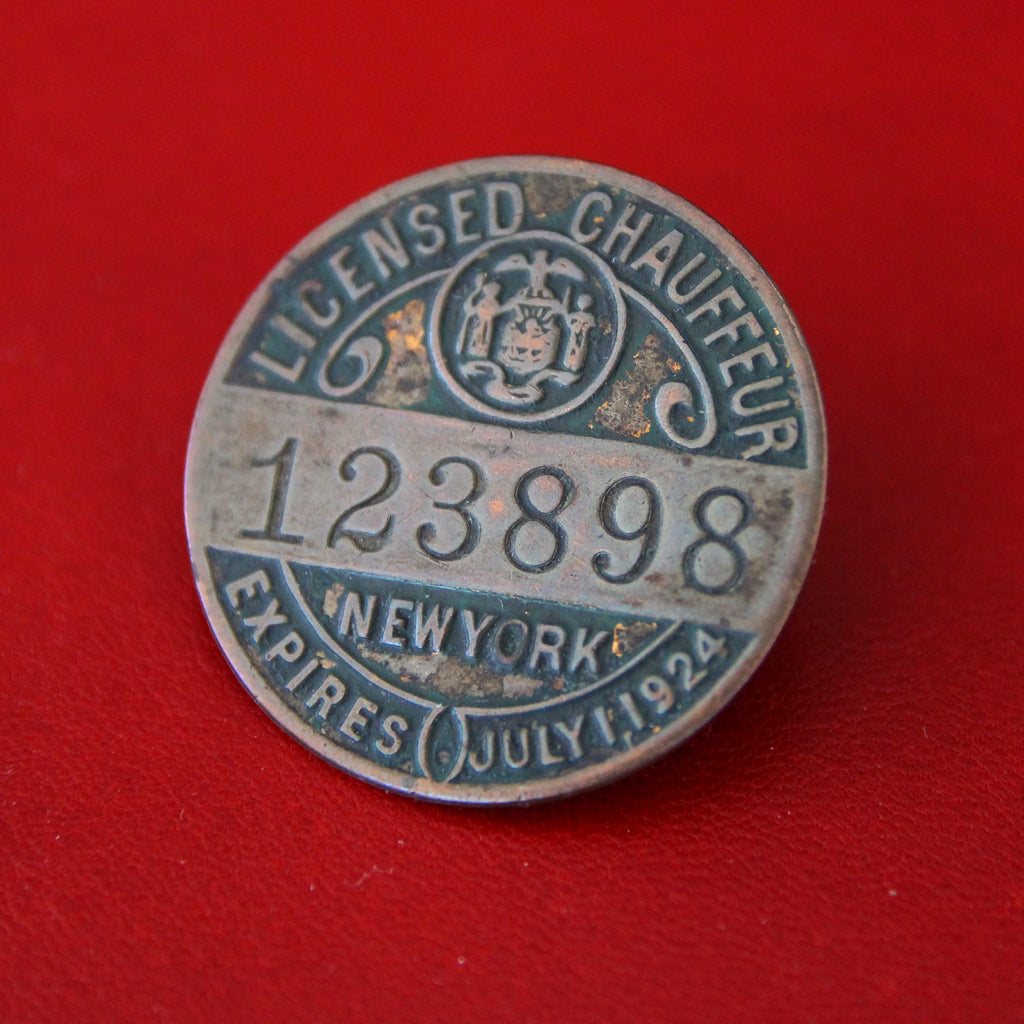 LICENSED CHAUFFEUR
123898
NEW YORK
EXPIRES JULY 1, 1924